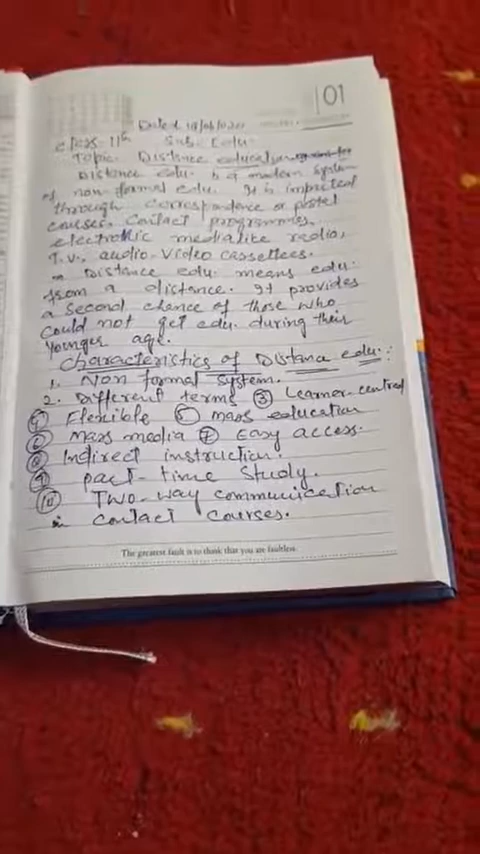 01
Dated
class-11th Sub: Edu.
Topic: Distance education
Distance edu. is a modern system
of non-formal edu. It is imparted
through correspondence or postal
courses. Contact programmes.
electronic media like radio,
T.V., audio-video cassettees.
Distance edu. means edu.
from a distance. It provides
a second chance of those who
could not get edu. during their
younger age.
Characteristics of Distance edu.:
1. Non formal system.
2. Different terms ③ Learner-centred
④ Flexible ⑤ mass education
⑥ Mass media ⑦ Easy access.
⑧ Indirect instruction.
⑨ part-time study.
⑩ Two-way communication
in contact courses.
The greatest fault is to think that you are faultless.